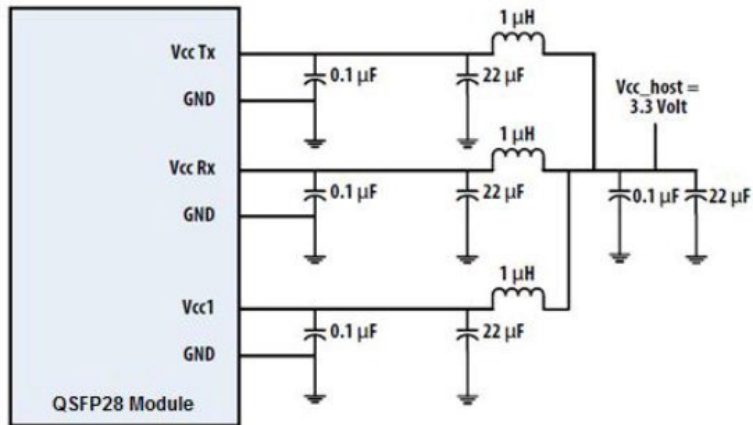 1 µH
Vcc Tx
0.1 µF
22 µF
GND
Vcc_host =
3.3 Volt
1 µH
Vcc Rx
0.1 µF
22 µF
0.1 µF
22 µF
GND
1 µH
Vcc1
0.1 µF
22 µF
GND
QSFP28 Module